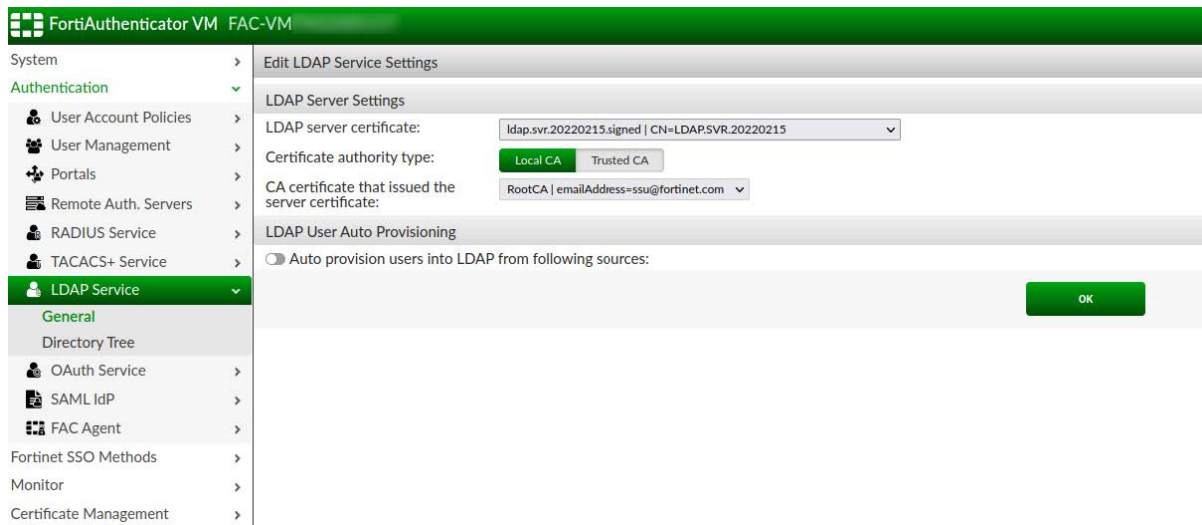 FortiAuthenticator VM FAC-VM
System
Authentication
User Account Policies
User Management
Portals
Remote Auth. Servers
RADIUS Service
TACACS+ Service
LDAP Service
General
Directory Tree
OAuth Service
SAML IdP
FAC Agent
Fortinet SSO Methods
Monitor
Certificate Management
Edit LDAP Service Settings
LDAP Server Settings
LDAP server certificate: ldap.svr.20220215.signed | CN=LDAP.SVR.20220215
Certificate authority type: Local CA Trusted CA
CA certificate that issued the
server certificate: RootCA | emailAddress=ssu@fortinet.com
LDAP User Auto Provisioning
Auto provision users into LDAP from following sources:
OK